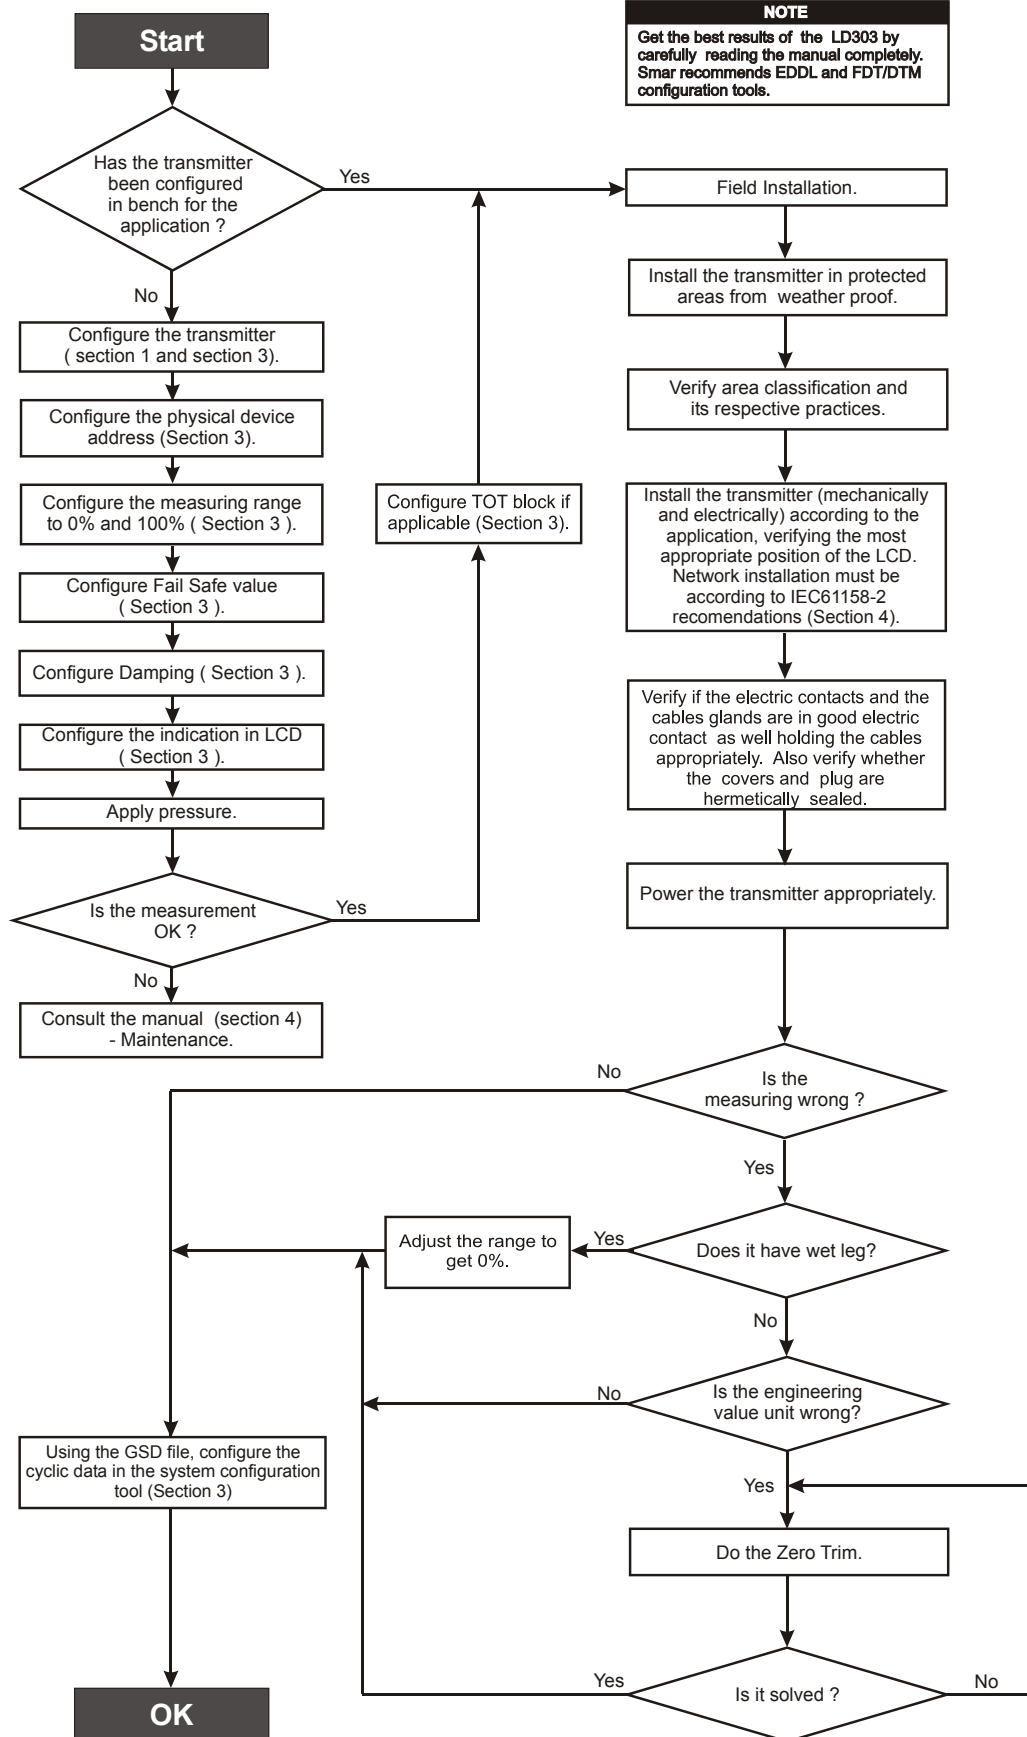 Start
NOTE
Get the best results of the LD303 by
carefully reading the manual completely.
Smar recommends EDDL and FDT/DTM
configuration tools.
Has the transmitter
been configured
in bench for the
application ?
Yes
No
Configure the transmitter
( section 1 and section 3).
Configure the physical device
address (Section 3).
Configure the measuring range
to 0% and 100% ( Section 3 ).
Configure Fail Safe value
( Section 3 ).
Configure Damping ( Section 3 ).
Configure the indication in LCD
( Section 3 ).
Apply pressure.
Is the measurement
OK ?
Yes
No
Consult the manual (section 4)
- Maintenance.
Configure TOT block if
applicable (Section 3).
Field Installation.
Install the transmitter in protected
areas from weather proof.
Verify area classification and
its respective practices.
Install the transmitter (mechanically
and electrically) according to the
application, verifying the most
appropriate position of the LCD.
Network installation must be
according to IEC61158-2
recomendations (Section 4).
Verify if the electric contacts and the
cables glands are in good electric
contact as well holding the cables
appropriately. Also verify whether
the covers and plug are
hermetically sealed.
Power the transmitter appropriately.
Is the
measuring wrong ?
No
Yes
Does it have wet leg?
Yes
Adjust the range to
get 0%.
No
Is the engineering
value unit wrong?
No
Yes
Do the Zero Trim.
Is it solved ?
Yes
No
Using the GSD file, configure the
cyclic data in the system configuration
tool (Section 3)
OK